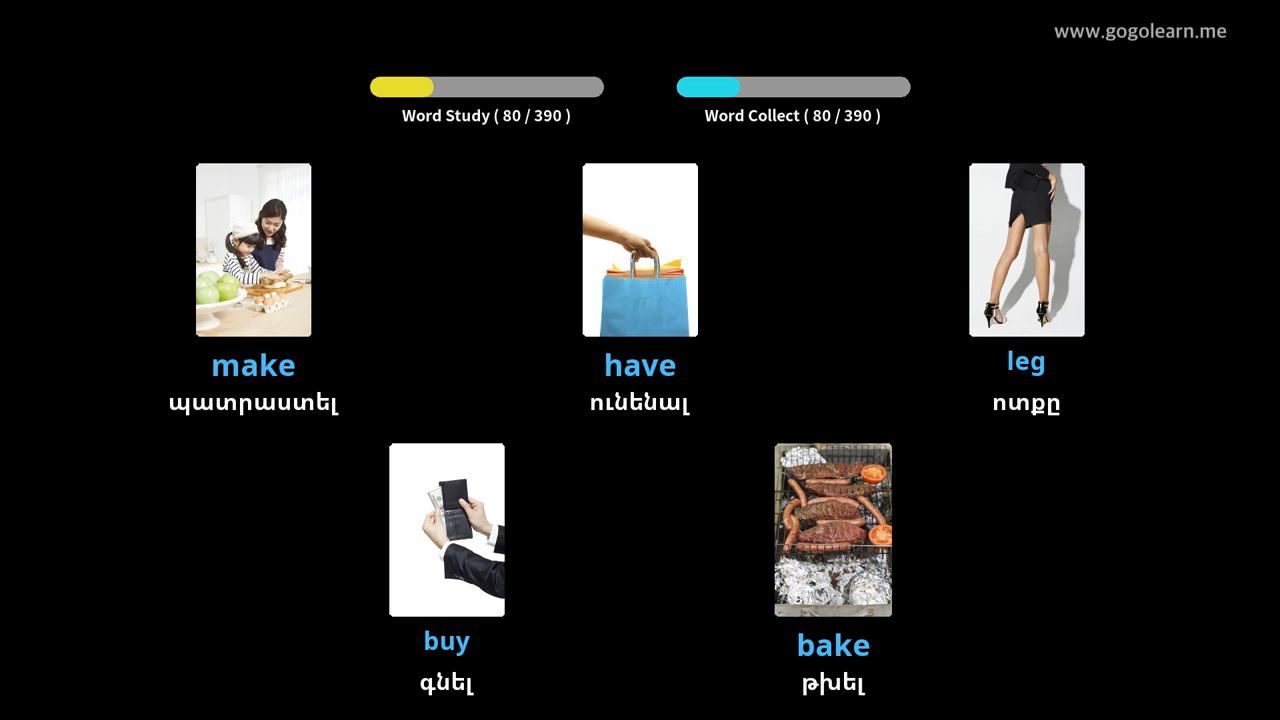 www.gogolearn.me
Word Study ( 80 / 390 )
Word Collect ( 80 / 390 )
make
պատրաստել
have
ունենալ
leg
ոտքը
buy
գնել
bake
թխել